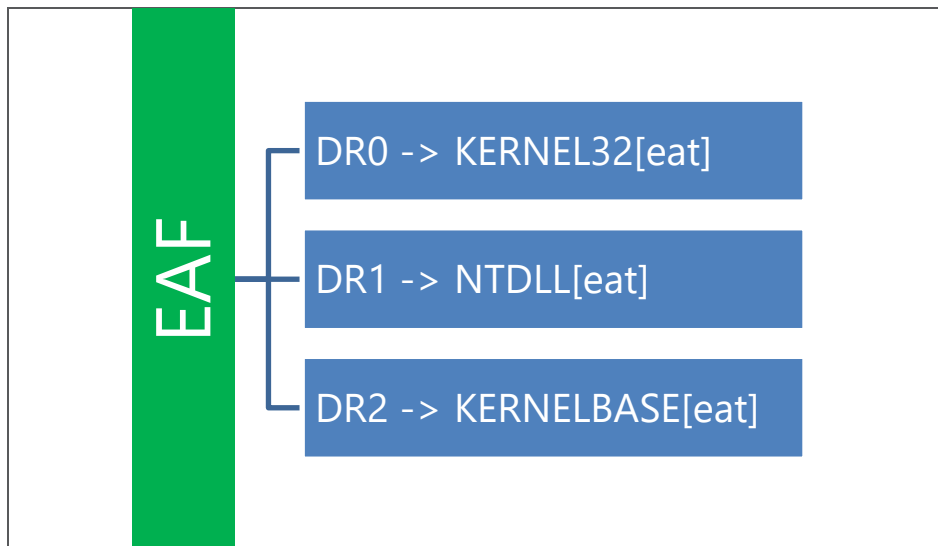 EAF
DR0 -> KERNEL32[eat]
DR1 -> NTDLL[eat]
DR2 -> KERNELBASE[eat]